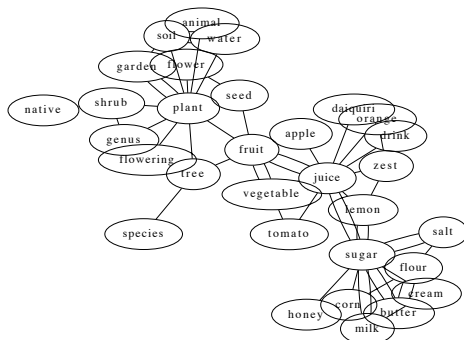 animal
soil
water
garden
flower
seed
native
shrub
plant
daiquiri
orange
genus
apple
drink
flowering
fruit
tree
juice
zest
vegetable
lemon
species
tomato
salt
sugar
flour
cream
honey
corn
butter
milk